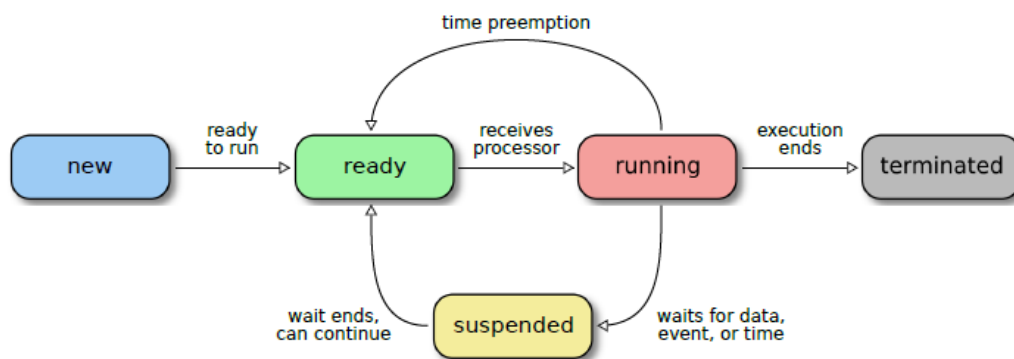 time preemption
ready
to run
receives
processor
execution
ends
new
ready
running
terminated
wait ends,
can continue
suspended
waits for data,
event, or time